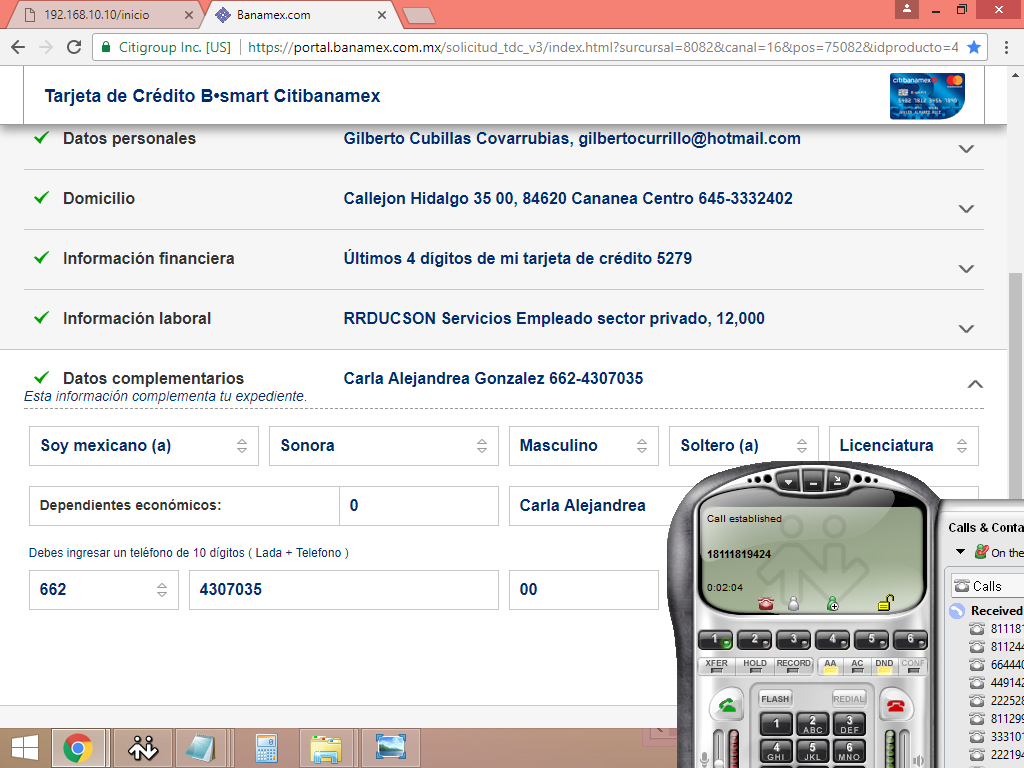 192.168.10.10/inicio
Banamex.com
Citigroup Inc. [US]
https://portal.banamex.com.mx/solicitud_tdc_v3/index.html?surcursal=8082&canal=16&pos=75082&idproducto=4
Tarjeta de Crédito B•smart Citibanamex
citibanamex
Datos personales
Gilberto Cubillas Covarrubias, gilbertocurrillo@hotmail.com
Domicilio
Callejon Hidalgo 35 00, 84620 Cananea Centro 645-3332402
Información financiera
Últimos 4 dígitos de mi tarjeta de crédito 5279
Información laboral
RRDUCSON Servicios Empleado sector privado, 12,000
Datos complementarios
Carla Alejandrea Gonzalez 662-4307035
Esta información complementa tu expediente.
Soy mexicano (a)
Sonora
Masculino
Soltero (a)
Licenciatura
Dependientes económicos:
0
Carla Alejandrea
Debes ingresar un teléfono de 10 dígitos ( Lada + Telefono )
662
4307035
00
Call established
18111819424
0:02:04
1 2 3 4 5 6
XFER HOLD RECORD AA AC DND CONF
FLASH
REDIAL
1
2 ABC
3 DEF
4 GHI
5 JKL
6 MNO
Calls & Conta
On the
Calls
Received
81118
81124
66444
449142
222528
811299
333101
222194